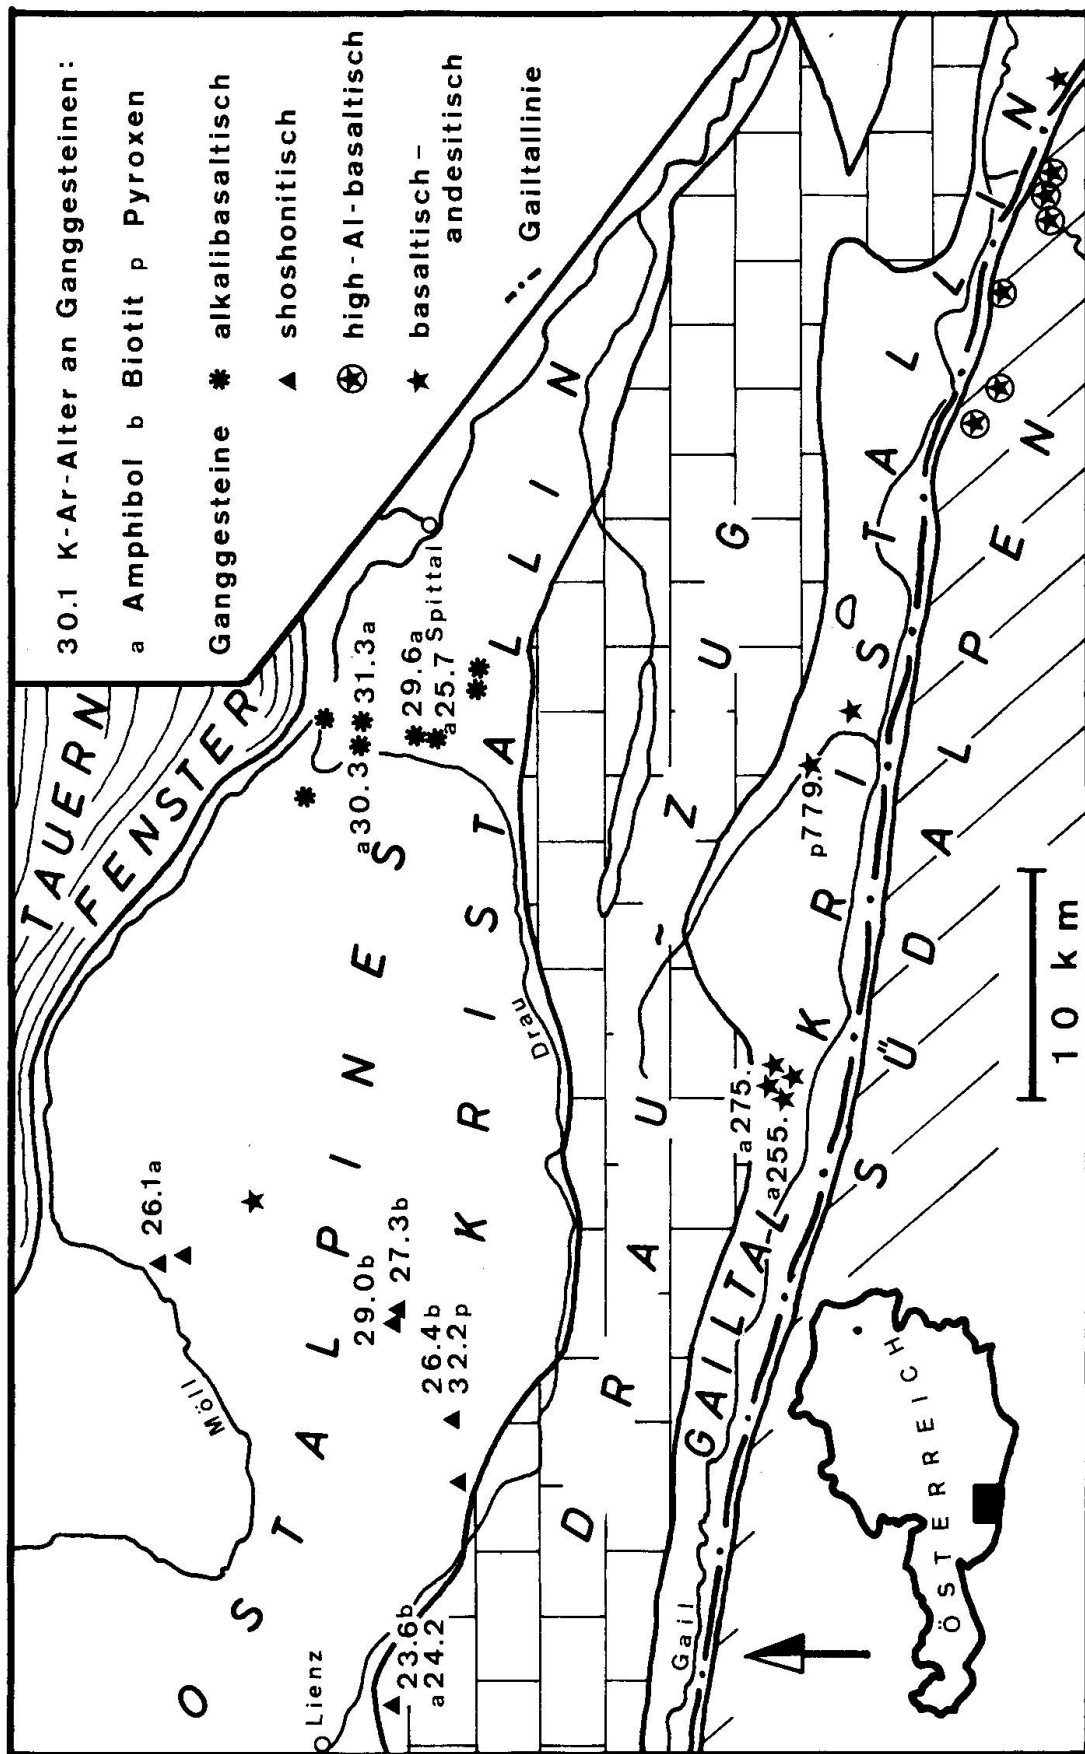 30.1 K-Ar-Alter an Ganggesteinen:
a Amphibol b Biotit p Pyroxen
Ganggesteine
alkalibasaltisch
shoshonitisch
high-Al-basaltisch
basaltisch-
andesitisch
Gailtallinie
TAUERN
FENSTER
OSTALPINES
KRISTALLIN
Möll
26.1a
29.0b
27.3b
26.4b
32.2p
Lienz
23.6b
a24.2
a30.3
31.3a
29.6a
a25.7
Spittal
Drau
DRAU-ZUG
GAILTAL-KRISTALLIN
GAILTAL
a275.
a255.
p779.
Gail
SÜDALPEN
ÖSTERREICH
10 km